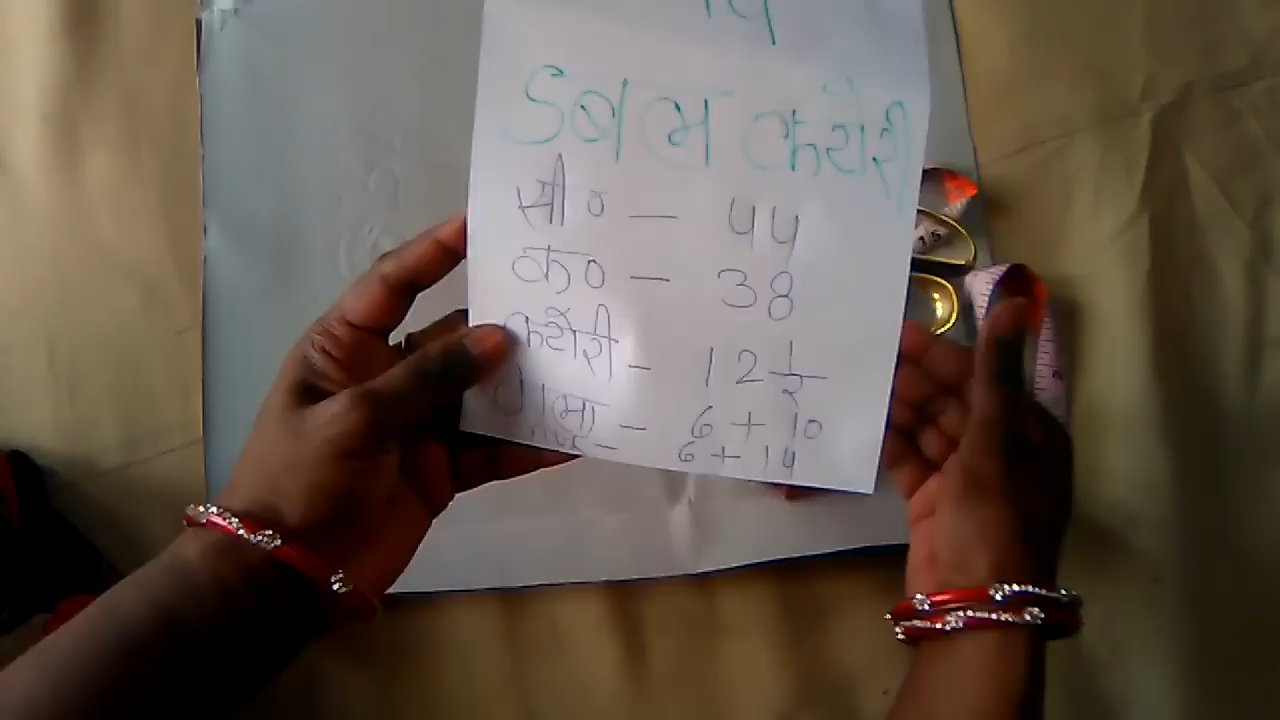 डबल कटोरी
सी० — 44
क० — 38
कटोरी – 12 1/2
– 6 + 10
– 6 + 14